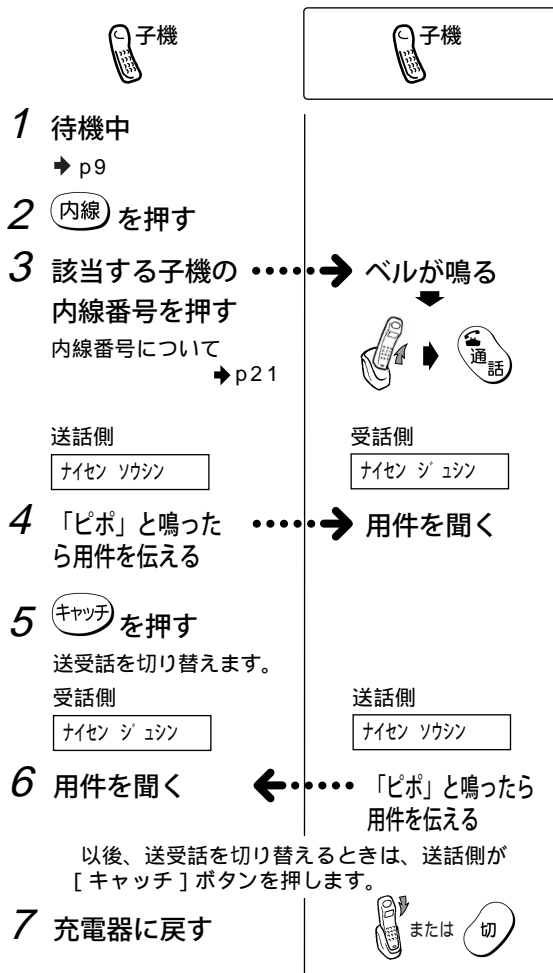 子機
子機
1 待機中
➜ p9
2 内線 を押す
3 該当する子機の ベルが鳴る
内線番号を押す
通話
内線番号について
➜p21
送話側 受話側
ナイセン ソウシン ナイセン ジュシン
4 「ピポ」と鳴った 用件を聞く
ら用件を伝える
5 キャッチ を押す
送受話を切り替えます。
受話側 送話側
ナイセン ジュシン ナイセン ソウシン
6 用件を聞く 「ピポ」と鳴ったら
用件を伝える
以後、送受話を切り替えるときは、送話側が
[キャッチ]ボタンを押します。
7 充電器に戻す または 切